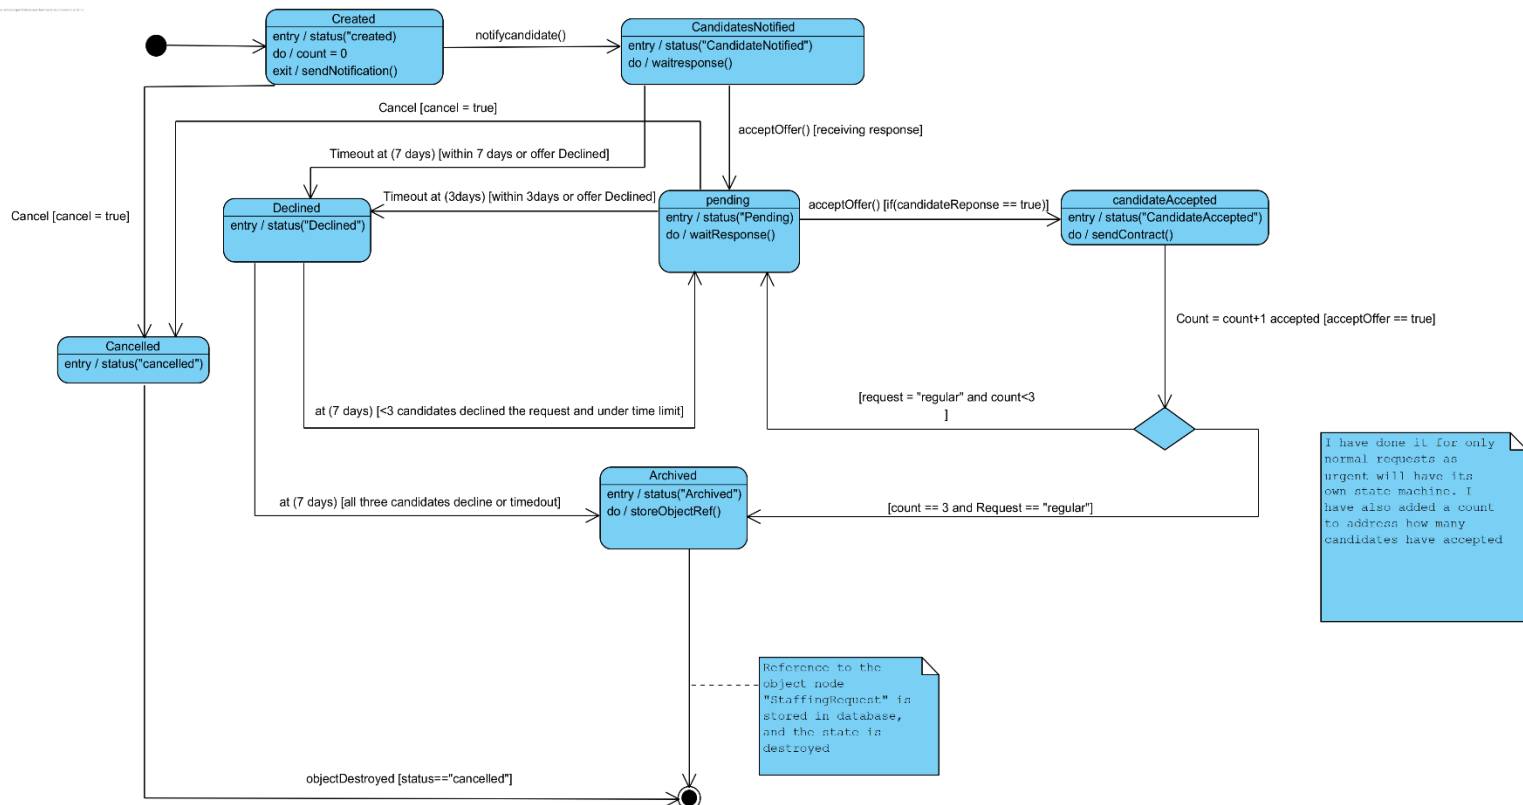 Created
entry / status("created)
do / count = 0
exit / sendNotification()
notifycandidate()
CandidatesNotified
entry / status("CandidateNotified")
do / waitresponse()
Cancel [cancel = true]
acceptOffer() [receiving response]
Timeout at (7 days) [within 7 days or offer Declined]
Timeout at (3days) [within 3days or offer Declined]
Cancel [cancel = true]
Declined
entry / status("Declined")
pending
entry / status("Pending)
do / waitResponse()
acceptOffer() [if(candidateReponse == true)]
candidateAccepted
entry / status("CandidateAccepted")
do / sendContract()
Count = count+1 accepted [acceptOffer == true]
Cancelled
entry / status("cancelled")
at (7 days) [<3 candidates declined the request and under time limit]
[request = "regular" and count<3
]
I have done it for only
normal requests as
urgent will have its
own state machine. I
have also added a count
to address how many
candidates have accepted
Archived
entry / status("Archived")
do / storeObjectRef()
at (7 days) [all three candidates decline or timedout]
[count == 3 and Request == "regular"]
Reference to the
object node
"StaffingRequest" is
stored in database,
and the state is
destroyed
objectDestroyed [status=="cancelled"]